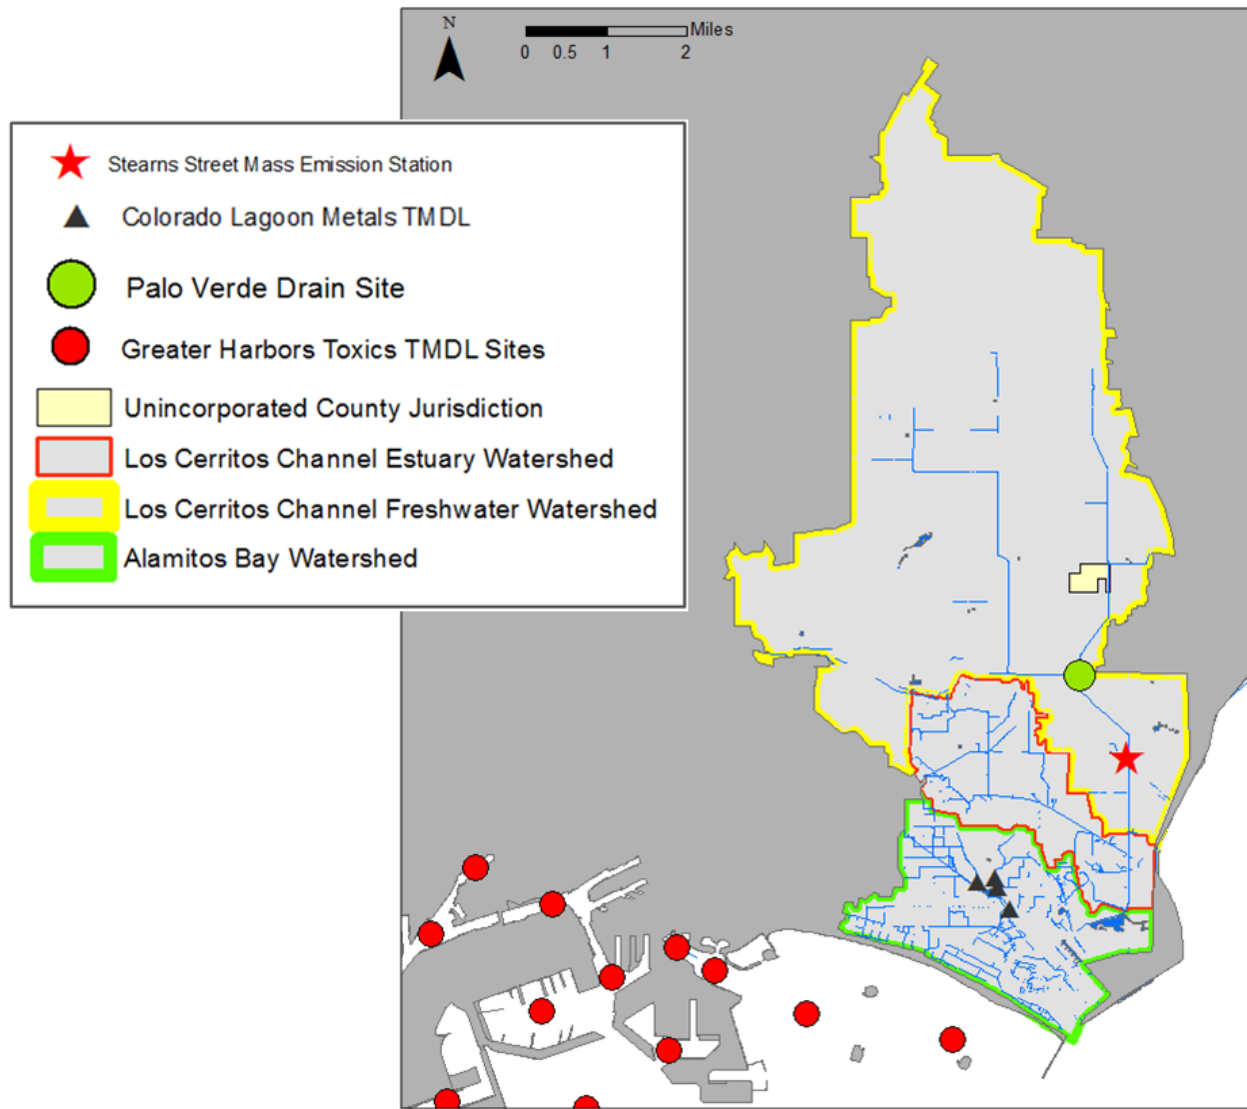 N
Miles
0 0.5 1 2
Stearns Street Mass Emission Station
Colorado Lagoon Metals TMDL
Palo Verde Drain Site
Greater Harbors Toxics TMDL Sites
Unincorporated County Jurisdiction
Los Cerritos Channel Estuary Watershed
Los Cerritos Channel Freshwater Watershed
Alamitos Bay Watershed